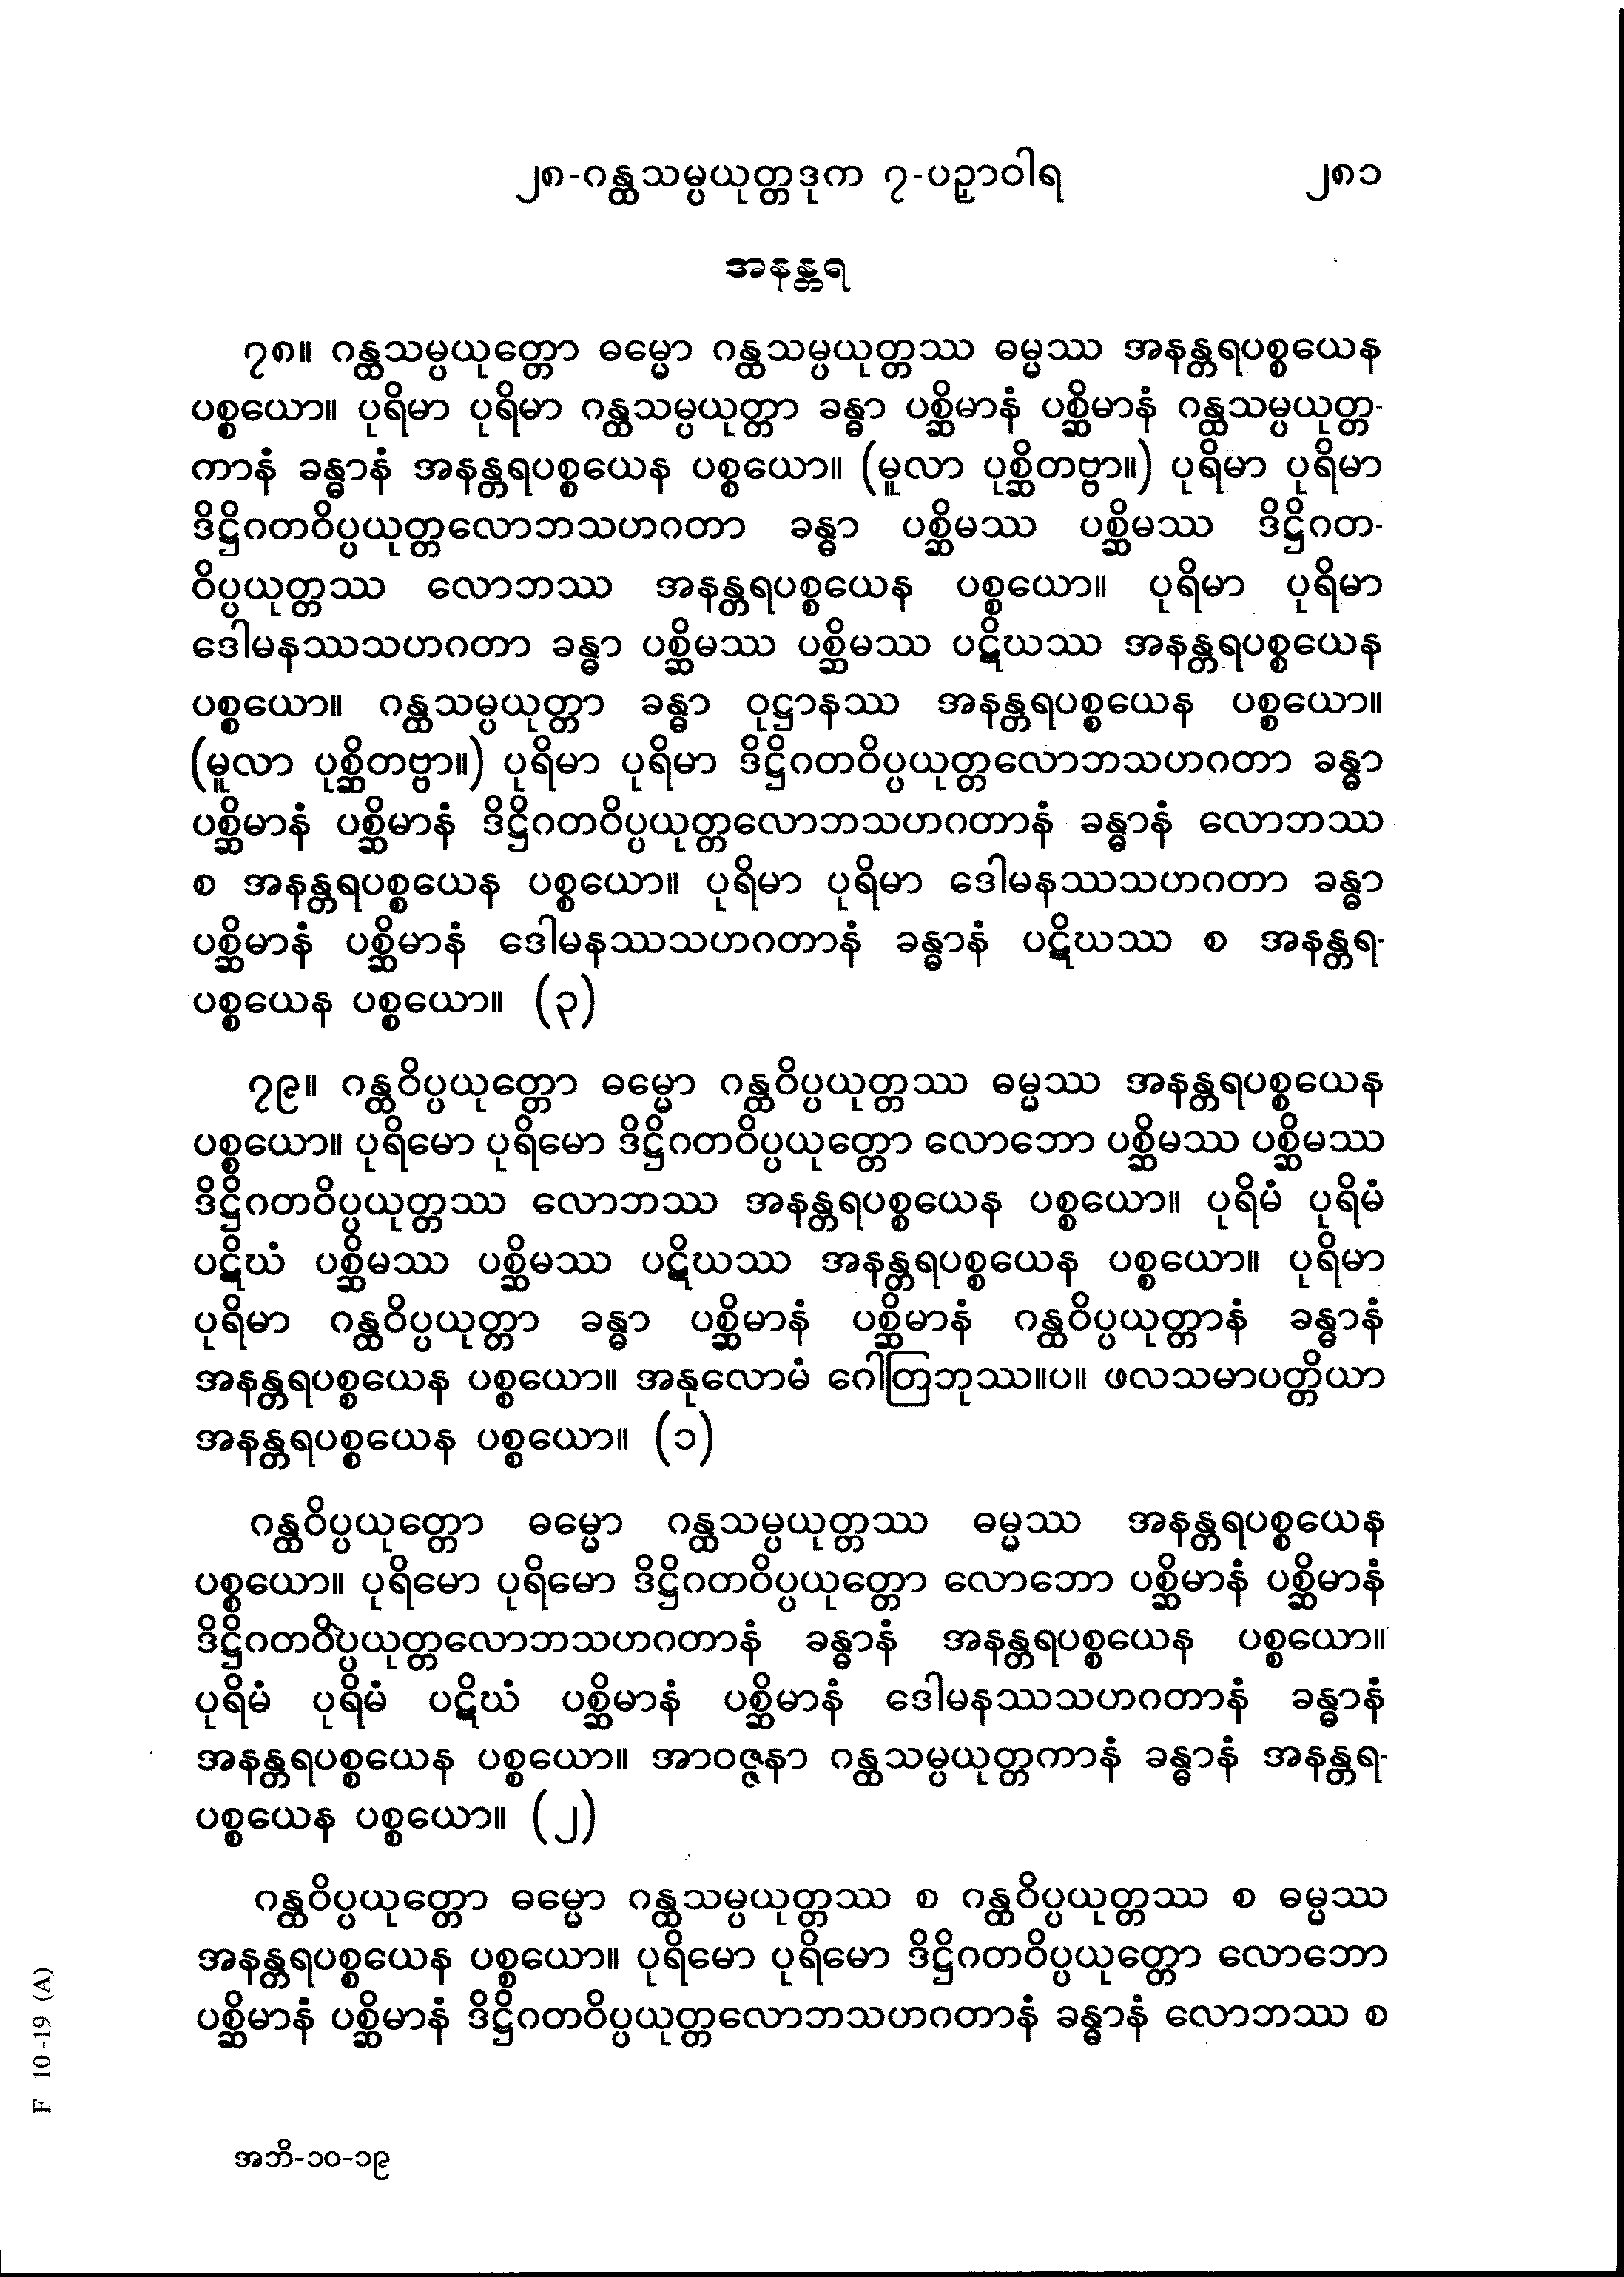 ၂၈-ဂန္ထသမ္ပယုတ္တဒုက ၇-ပဉှာဝါရ ၂၈၁
အနန္တရ
၇၈။ ဂန္ထသမ္ပယုတ္တော ဓမ္မော ဂန္ထသမ္ပယုတ္တဿ ဓမ္မဿ အနန္တရပစ္စယေန
ပစ္စယော။ ပုရိမာ ပုရိမာ ဂန္ထသမ္ပယုတ္တာ ခန္ဓာ ပစ္ဆိမာနံ ပစ္ဆိမာနံ ဂန္ထသမ္ပယုတ္တ-
ကာနံ ခန္ဓာနံ အနန္တရပစ္စယေန ပစ္စယော။ (မူလာ ပုစ္ဆိတဗ္ဗာ။) ပုရိမာ ပုရိမာ
ဒိဋ္ဌိဂတဝိပ္ပယုတ္တလောဘသဟဂတာ ခန္ဓာ ပစ္ဆိမဿ ပစ္ဆိမဿ ဒိဋ္ဌိဂတ-
ဝိပ္ပယုတ္တဿ လောဘဿ အနန္တရပစ္စယေန ပစ္စယော။ ပုရိမာ ပုရိမာ
ဒေါမနဿသဟဂတာ ခန္ဓာ ပစ္ဆိမဿ ပစ္ဆိမဿ ပဋိဃဿ အနန္တရပစ္စယေန
ပစ္စယော။ ဂန္ထသမ္ပယုတ္တာ ခန္ဓာ ဝုဋ္ဌာနဿ အနန္တရပစ္စယေန ပစ္စယော။
(မူလာ ပုစ္ဆိတဗ္ဗာ။) ပုရိမာ ပုရိမာ ဒိဋ္ဌိဂတဝိပ္ပယုတ္တလောဘသဟဂတာ ခန္ဓာ
ပစ္ဆိမာနံ ပစ္ဆိမာနံ ဒိဋ္ဌိဂတဝိပ္ပယုတ္တလောဘသဟဂတာနံ ခန္ဓာနံ လောဘဿ
စ အနန္တရပစ္စယေန ပစ္စယော။ ပုရိမာ ပုရိမာ ဒေါမနဿသဟဂတာ ခန္ဓာ
ပစ္ဆိမာနံ ပစ္ဆိမာနံ ဒေါမနဿသဟဂတာနံ ခန္ဓာနံ ပဋိဃဿ စ အနန္တရ-
ပစ္စယေန ပစ္စယော။ (၃)
၇၉။ ဂန္ထဝိပ္ပယုတ္တော ဓမ္မော ဂန္ထဝိပ္ပယုတ္တဿ ဓမ္မဿ အနန္တရပစ္စယေန
ပစ္စယော။ ပုရိမော ပုရိမော ဒိဋ္ဌိဂတဝိပ္ပယုတ္တော လောဘော ပစ္ဆိမဿ ပစ္ဆိမဿ
ဒိဋ္ဌိဂတဝိပ္ပယုတ္တဿ လောဘဿ အနန္တရပစ္စယေန ပစ္စယော။ ပုရိမံ ပုရိမံ
ပဋိဃံ ပစ္ဆိမဿ ပစ္ဆိမဿ ပဋိဃဿ အနန္တရပစ္စယေန ပစ္စယော။ ပုရိမာ
ပုရိမာ ဂန္ထဝိပ္ပယုတ္တာ ခန္ဓာ ပစ္ဆိမာနံ ပစ္ဆိမာနံ ဂန္ထဝိပ္ပယုတ္တာနံ ခန္ဓာနံ
အနန္တရပစ္စယေန ပစ္စယော။ အနုလောမံ ဂေါတြဘုဿ။ပ။ ဖလသမာပတ္တိယာ
အနန္တရပစ္စယေန ပစ္စယော။ (၁)
ဂန္ထဝိပ္ပယုတ္တော ဓမ္မော ဂန္ထသမ္ပယုတ္တဿ ဓမ္မဿ အနန္တရပစ္စယေန
ပစ္စယော။ ပုရိမော ပုရိမော ဒိဋ္ဌိဂတဝိပ္ပယုတ္တော လောဘော ပစ္ဆိမာနံ ပစ္ဆိမာနံ
ဒိဋ္ဌိဂတဝိပ္ပယုတ္တလောဘသဟဂတာနံ ခန္ဓာနံ အနန္တရပစ္စယေန ပစ္စယော။
ပုရိမံ ပုရိမံ ပဋိဃံ ပစ္ဆိမာနံ ပစ္ဆိမာနံ ဒေါမနဿသဟဂတာနံ ခန္ဓာနံ
အနန္တရပစ္စယေန ပစ္စယော။ အာဝဇ္ဇနာ ဂန္ထသမ္ပယုတ္တကာနံ ခန္ဓာနံ အနန္တရ-
ပစ္စယေန ပစ္စယော။ (၂)
ဂန္ထဝိပ္ပယုတ္တော ဓမ္မော ဂန္ထသမ္ပယုတ္တဿ စ ဂန္ထဝိပ္ပယုတ္တဿ စ ဓမ္မဿ
အနန္တရပစ္စယေန ပစ္စယော။ ပုရိမော ပုရိမော ဒိဋ္ဌိဂတဝိပ္ပယုတ္တော လောဘော
ပစ္ဆိမာနံ ပစ္ဆိမာနံ ဒိဋ္ဌိဂတဝိပ္ပယုတ္တလောဘသဟဂတာနံ ခန္ဓာနံ လောဘဿ စ
F 10-19 (A)
အဘိ-၁၀-၁၉